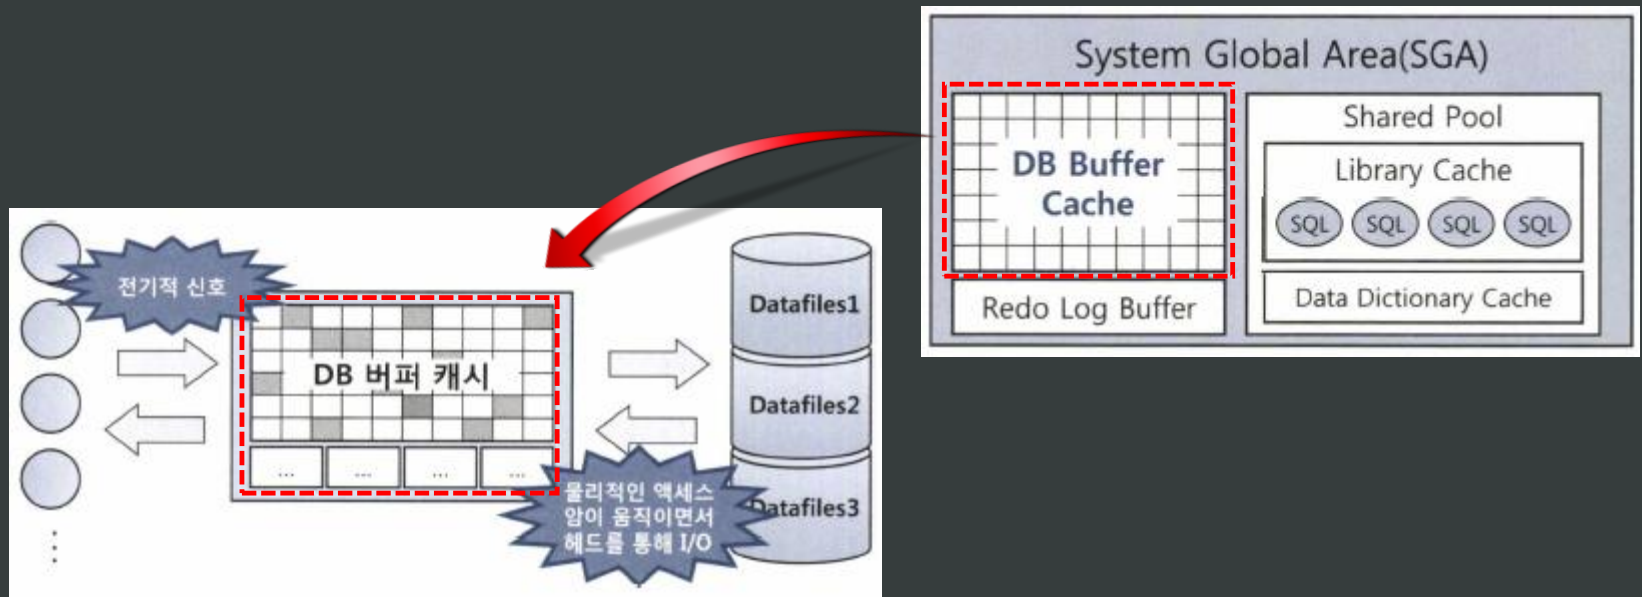 System Global Area(SGA)
DB Buffer
Cache
Redo Log Buffer
Shared Pool
Library Cache
SQL SQL SQL SQL
Data Dictionary Cache
전기적 신호
DB 버퍼 캐시
... ... ... ...
물리적인 액세스
암이 움직이면서
헤드를 통해 I/O
Datafiles1
Datafiles2
Datafiles3